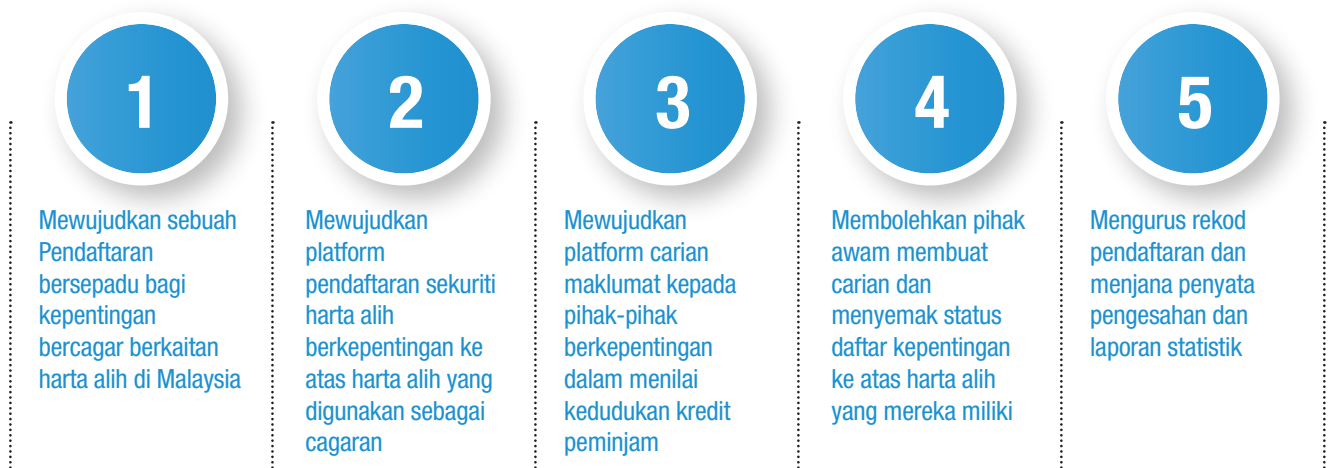 1
Mewujudkan sebuah
Pendaftaran
bersepadu bagi
kepentingan
bercagar berkaitan
harta alih di Malaysia
2
Mewujudkan
platform
pendaftaran sekuriti
harta alih
berkepentingan ke
atas harta alih yang
digunakan sebagai
cagaran
3
Mewujudkan
platform carian
maklumat kepada
pihak-pihak
berkepentingan
dalam menilai
kedudukan kredit
peminjam
4
Membolehkan pihak
awam membuat
carian dan
menyemak status
daftar kepentingan
ke atas harta alih
yang mereka miliki
5
Mengurus rekod
pendaftaran dan
menjana penyata
pengesahan dan
laporan statistik